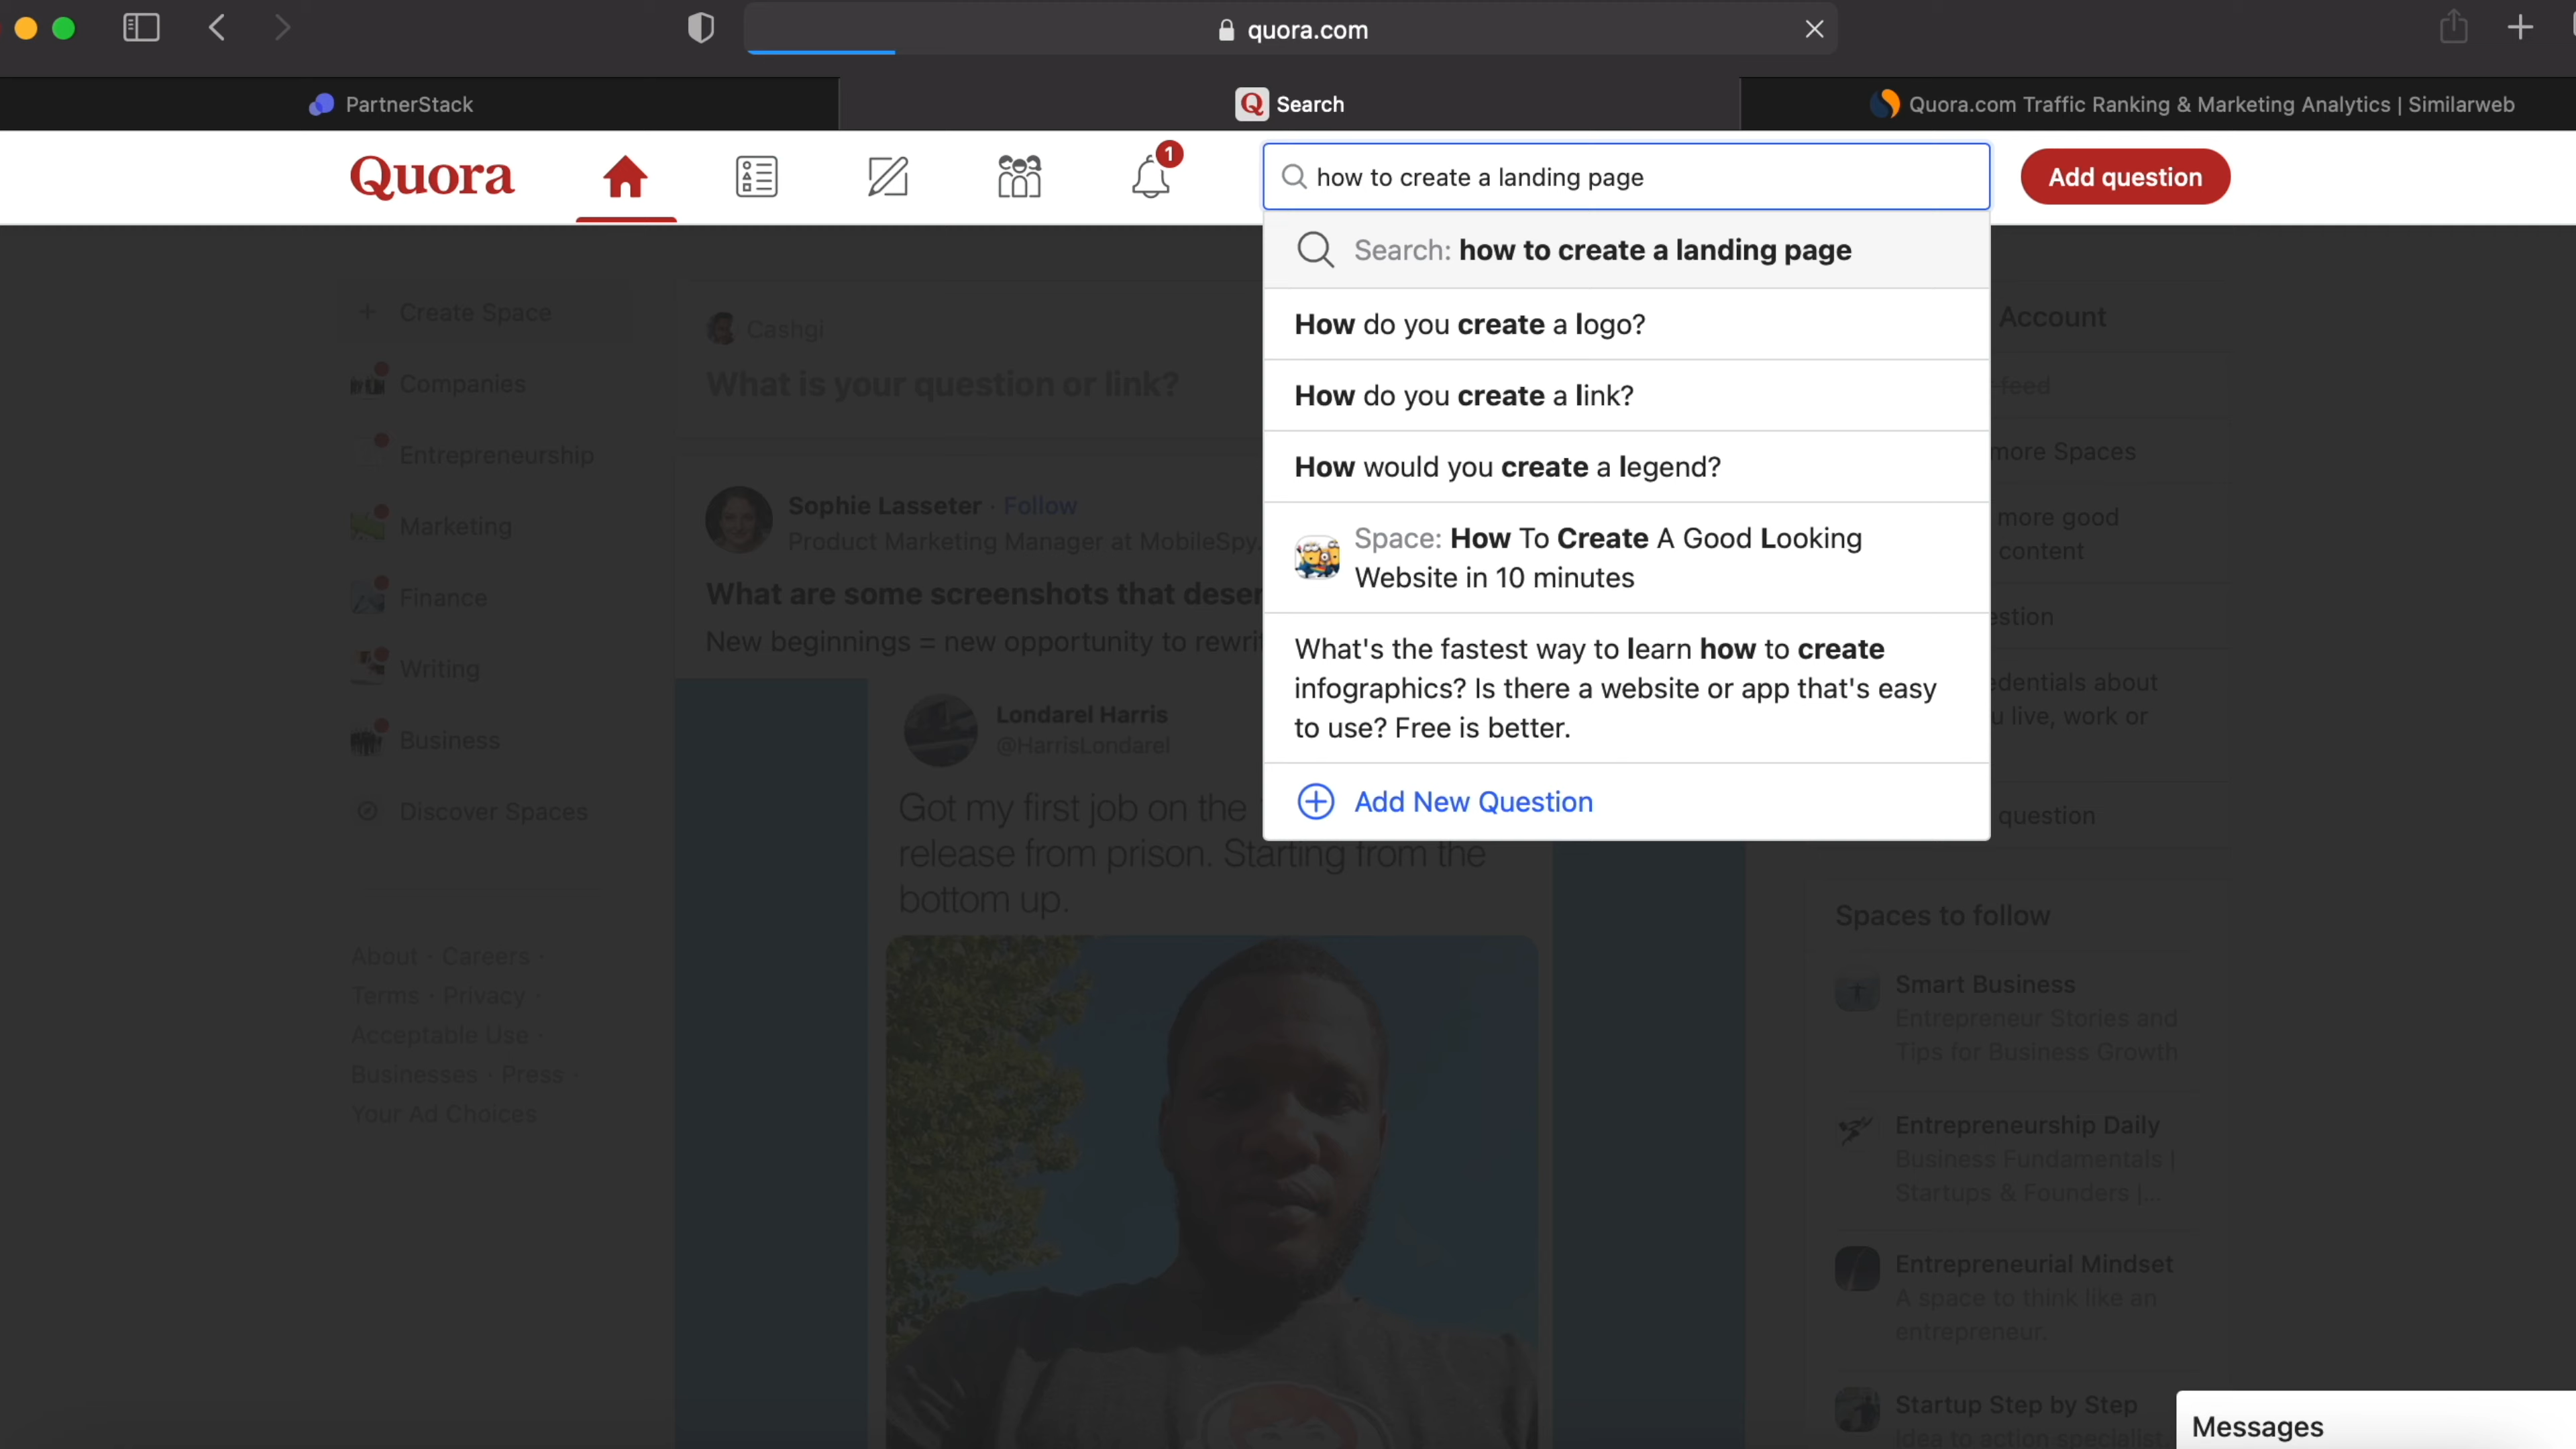 quora.com
PartnerStack
Search
Quora.com Traffic Ranking & Marketing Analytics | Similarweb
Quora
1
how to create a landing page
Add question
Search: how to create a landing page
How do you create a logo?
How do you create a link?
How would you create a legend?
Space: How To Create A Good Looking
Website in 10 minutes
What's the fastest way to learn how to create
infographics? Is there a website or app that's easy
to use? Free is better.
Add New Question
Create Space
Companies
Entrepreneurship
Marketing
Finance
Writing
Business
Discover Spaces
About · Careers ·
Terms · Privacy ·
Acceptable Use ·
Businesses · Press ·
Your Ad Choices
Cashgi
What is your question or link?
Sophie Lasseter · Follow
Product Marketing Manager at MobileSpy.
What are some screenshots that
New beginnings = new opportunity to
Londarel Harris
@HarrisLondarel
Got my first job on the
release from prison. Starting from the
bottom up.
Account
feed
more Spaces
more good
content
about
live, work or
question
Spaces to follow
Smart Business
Entrepreneur Stories and
Tips for Business Growth
Entrepreneurship Daily
Business Fundamentals |
Startups & Founders |...
Entrepreneurial Mindset
A space to think like an
entrepreneur.
Startup Step by Step
Idea to action specialist
Messages